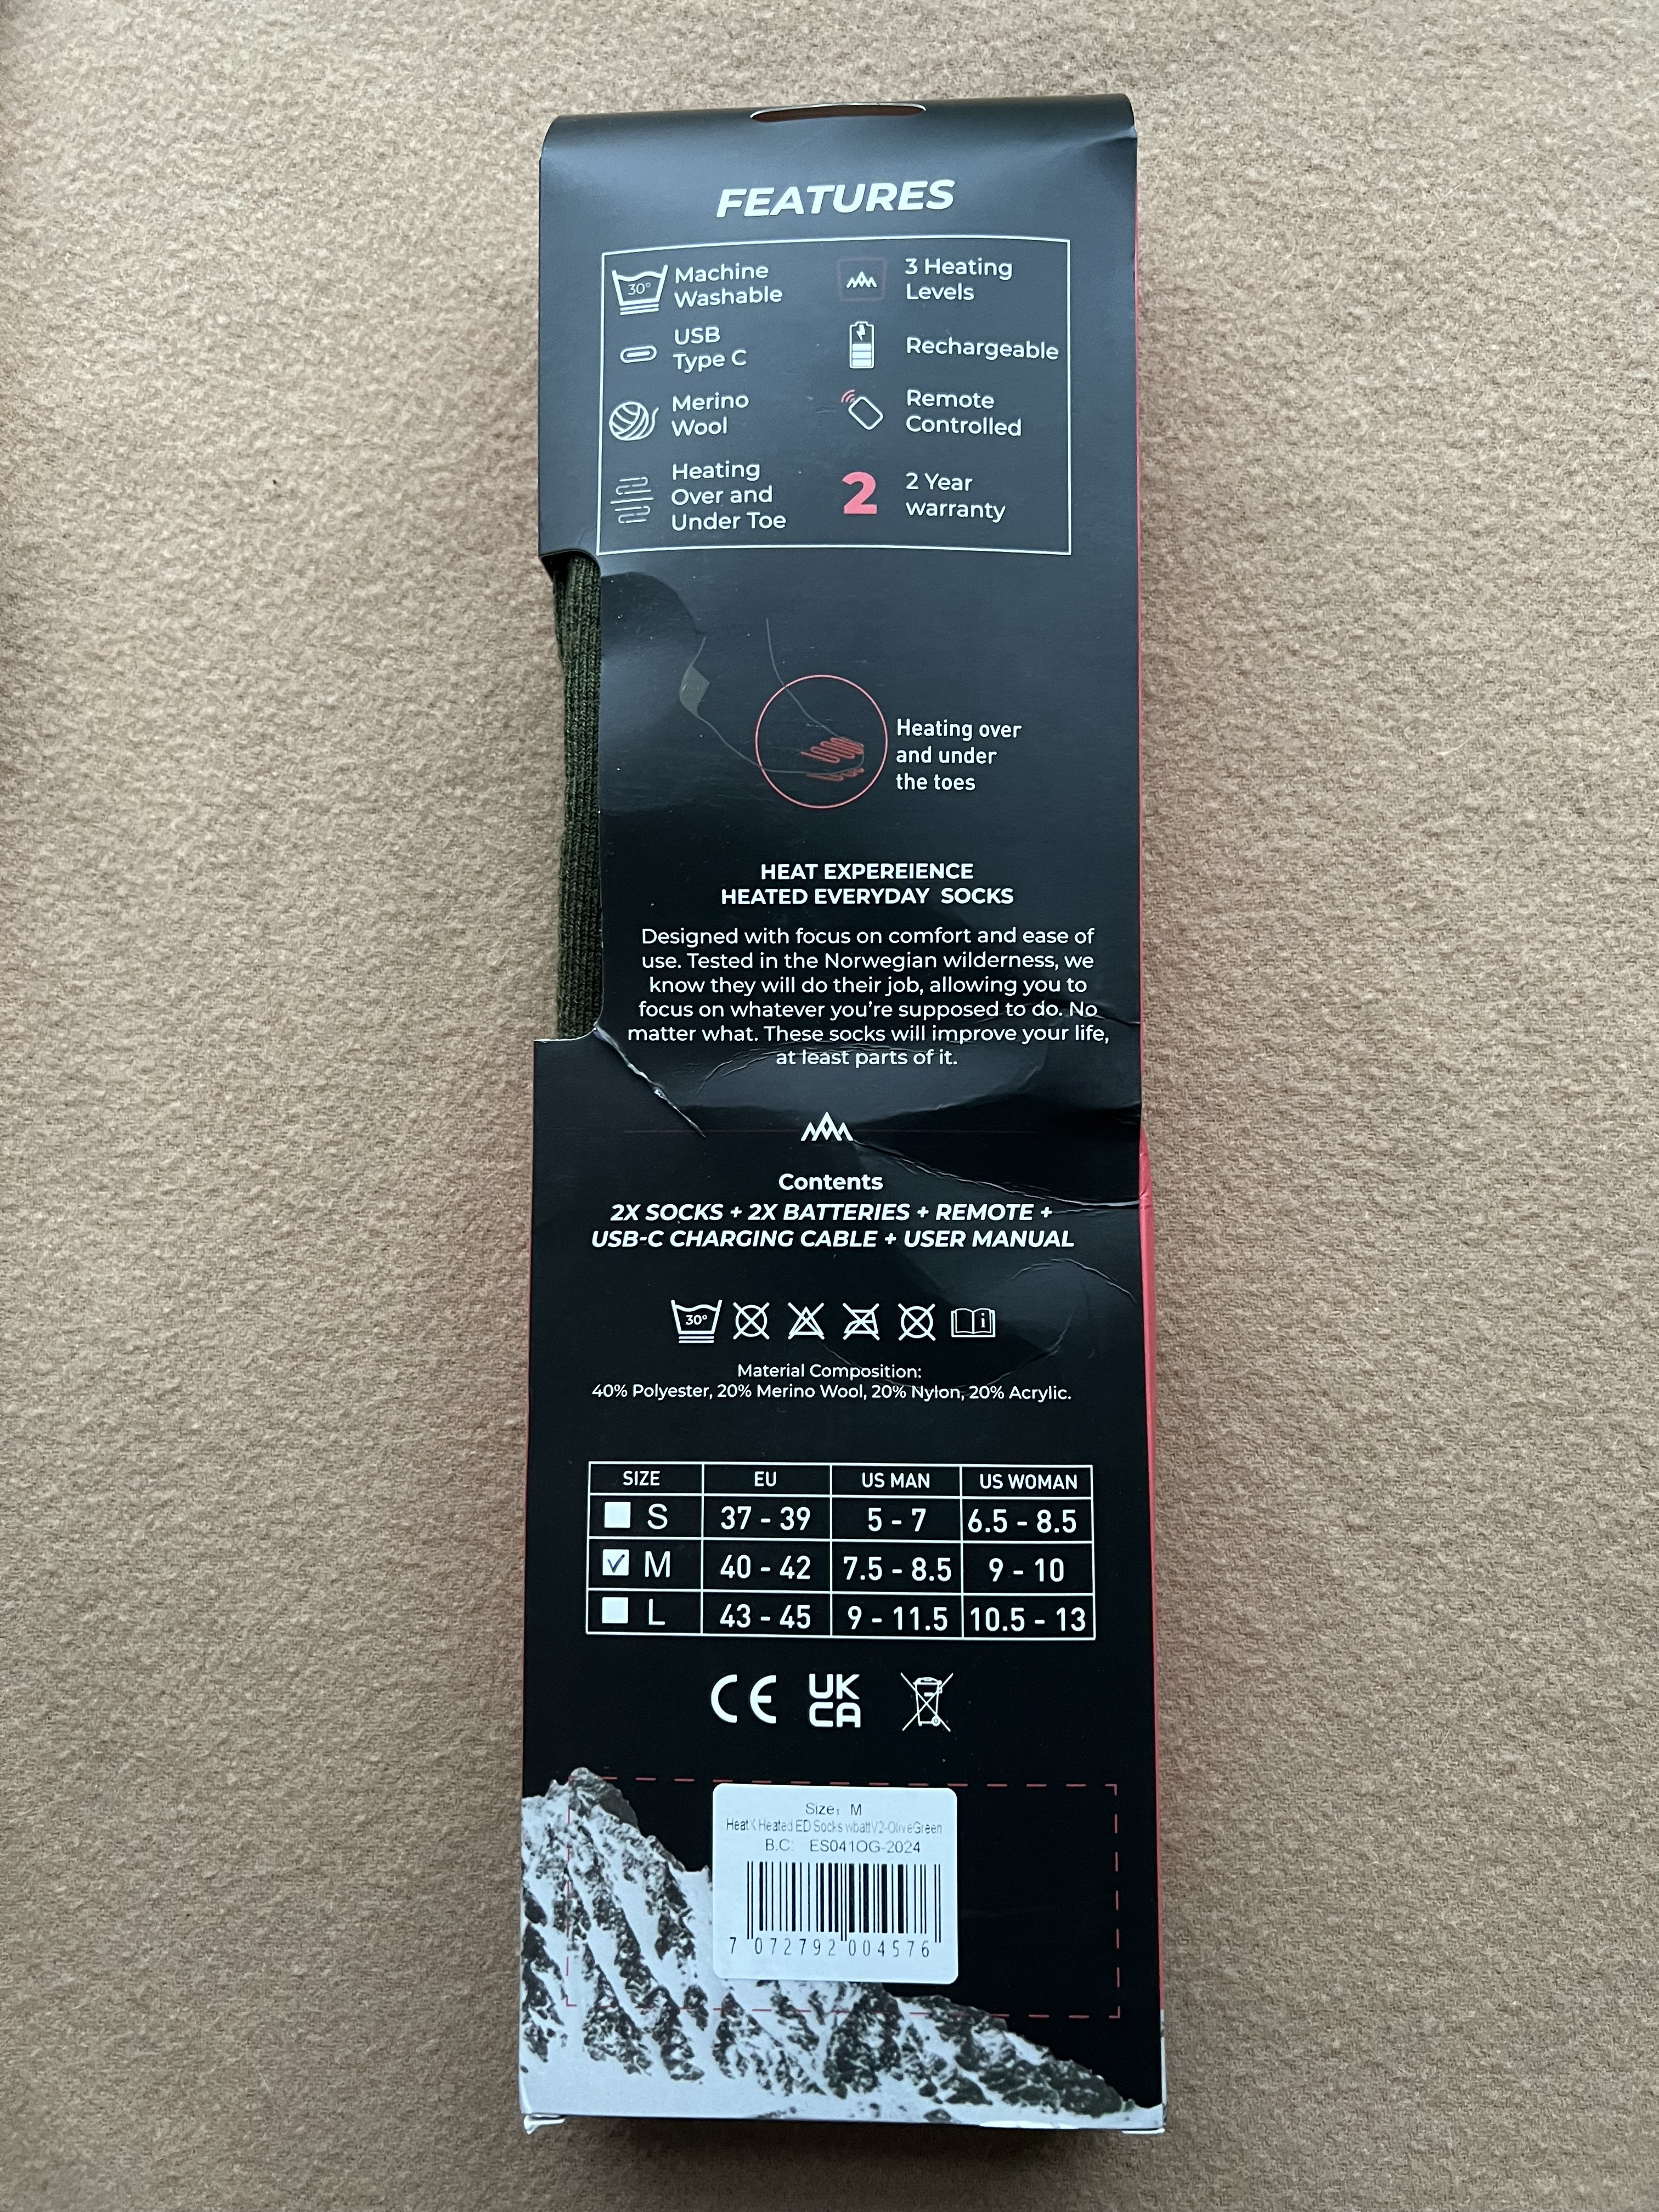 FEATURES
30°
Machine
Washable
3 Heating
Levels
USB
Type C
Rechargeable
Merino
Wool
Remote
Controlled
Heating
Over and
Under Toe
2
2 Year
warranty
Heating over
and under
the toes
HEAT EXPEREIENCE
HEATED EVERYDAY SOCKS
Designed with focus on comfort and ease of
use. Tested in the Norwegian wilderness, we
know they will do their job, allowing you to
focus on whatever you're supposed to do. No
matter what. These socks will improve your life,
at least parts of it.
Contents
2X SOCKS + 2X BATTERIES + REMOTE +
USB-C CHARGING CABLE + USER MANUAL
30° i
Material Composition:
40% Polyester, 20% Merino Wool, 20% Nylon, 20% Acrylic.
SIZE EU US MAN US WOMAN
S 37 - 39 5 - 7 6.5 - 8.5
M 40 - 42 7.5 - 8.5 9 - 10
L 43 - 45 9 - 11.5 10.5 - 13
CE UK
CA
Size: M
HeatX Heated ED Socks wbattV2-OliveGreen
B.C: ES041OG-2024
7 072792 004576